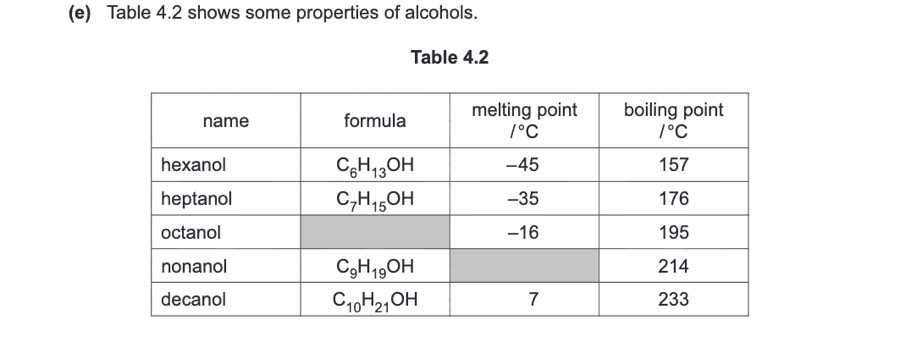 (e) Table 4.2 shows some properties of alcohols.
Table 4.2
name formula melting point /°C boiling point /°C
hexanol C₆H₁₃OH –45 157
heptanol C₇H₁₅OH –35 176
octanol –16 195
nonanol C₉H₁₉OH 214
decanol C₁₀H₂₁OH 7 233